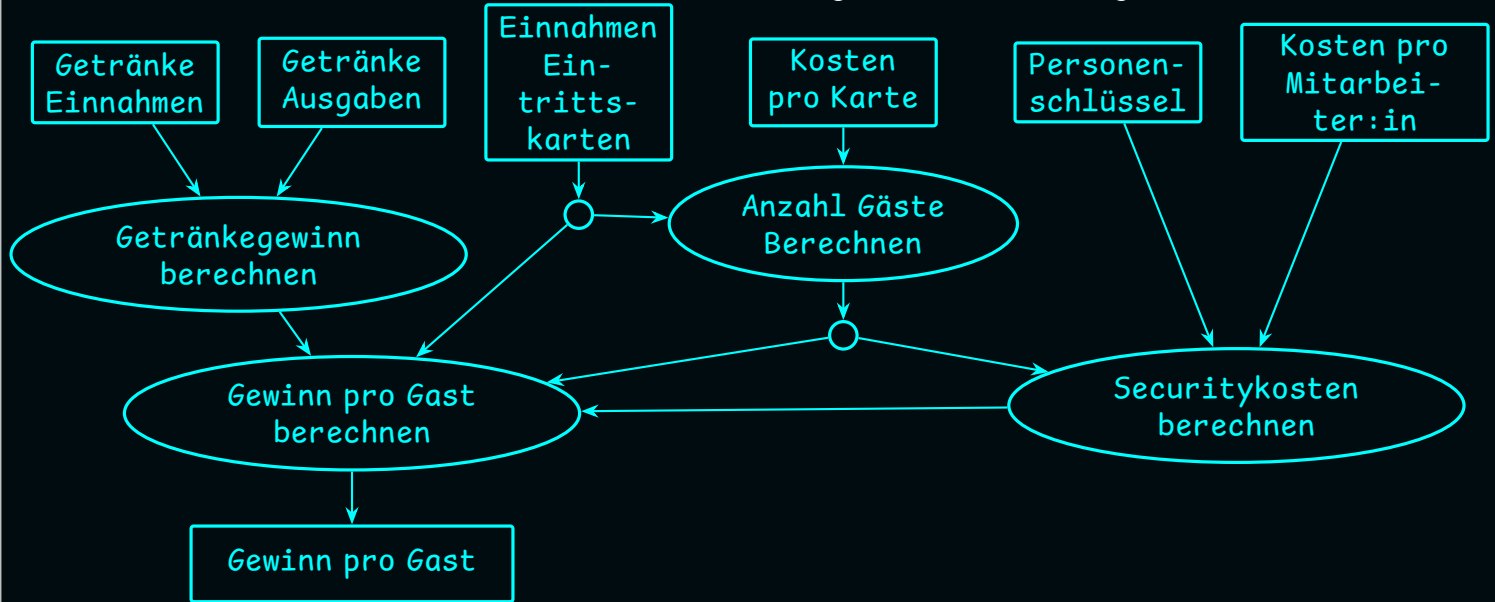 Getränke
Einnahmen
Getränke
Ausgaben
Einnahmen
Ein-
tritts-
karten
Kosten
pro Karte
Personen-
schlüssel
Kosten pro
Mitarbei-
ter:in
Getränkegewinn
berechnen
Anzahl Gäste
Berechnen
Gewinn pro Gast
berechnen
Securitykosten
berechnen
Gewinn pro Gast